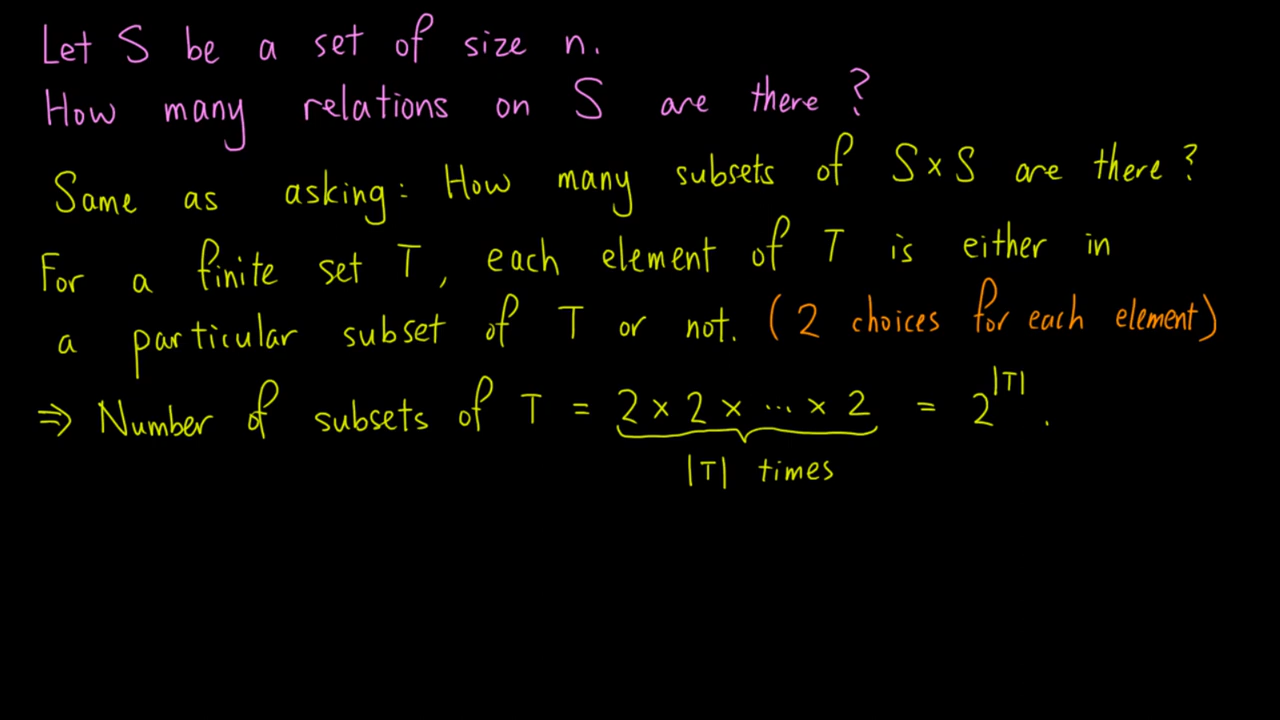 Let S be a set of size n.
How many relations on S are there?
Same as asking: How many subsets of S×S are there?
For a finite set T, each element of T is either in
a particular subset of T or not. (2 choices for each element)
⇒ Number of subsets of T = 2 × 2 × ... × 2 = 2^|T|.
|T| times